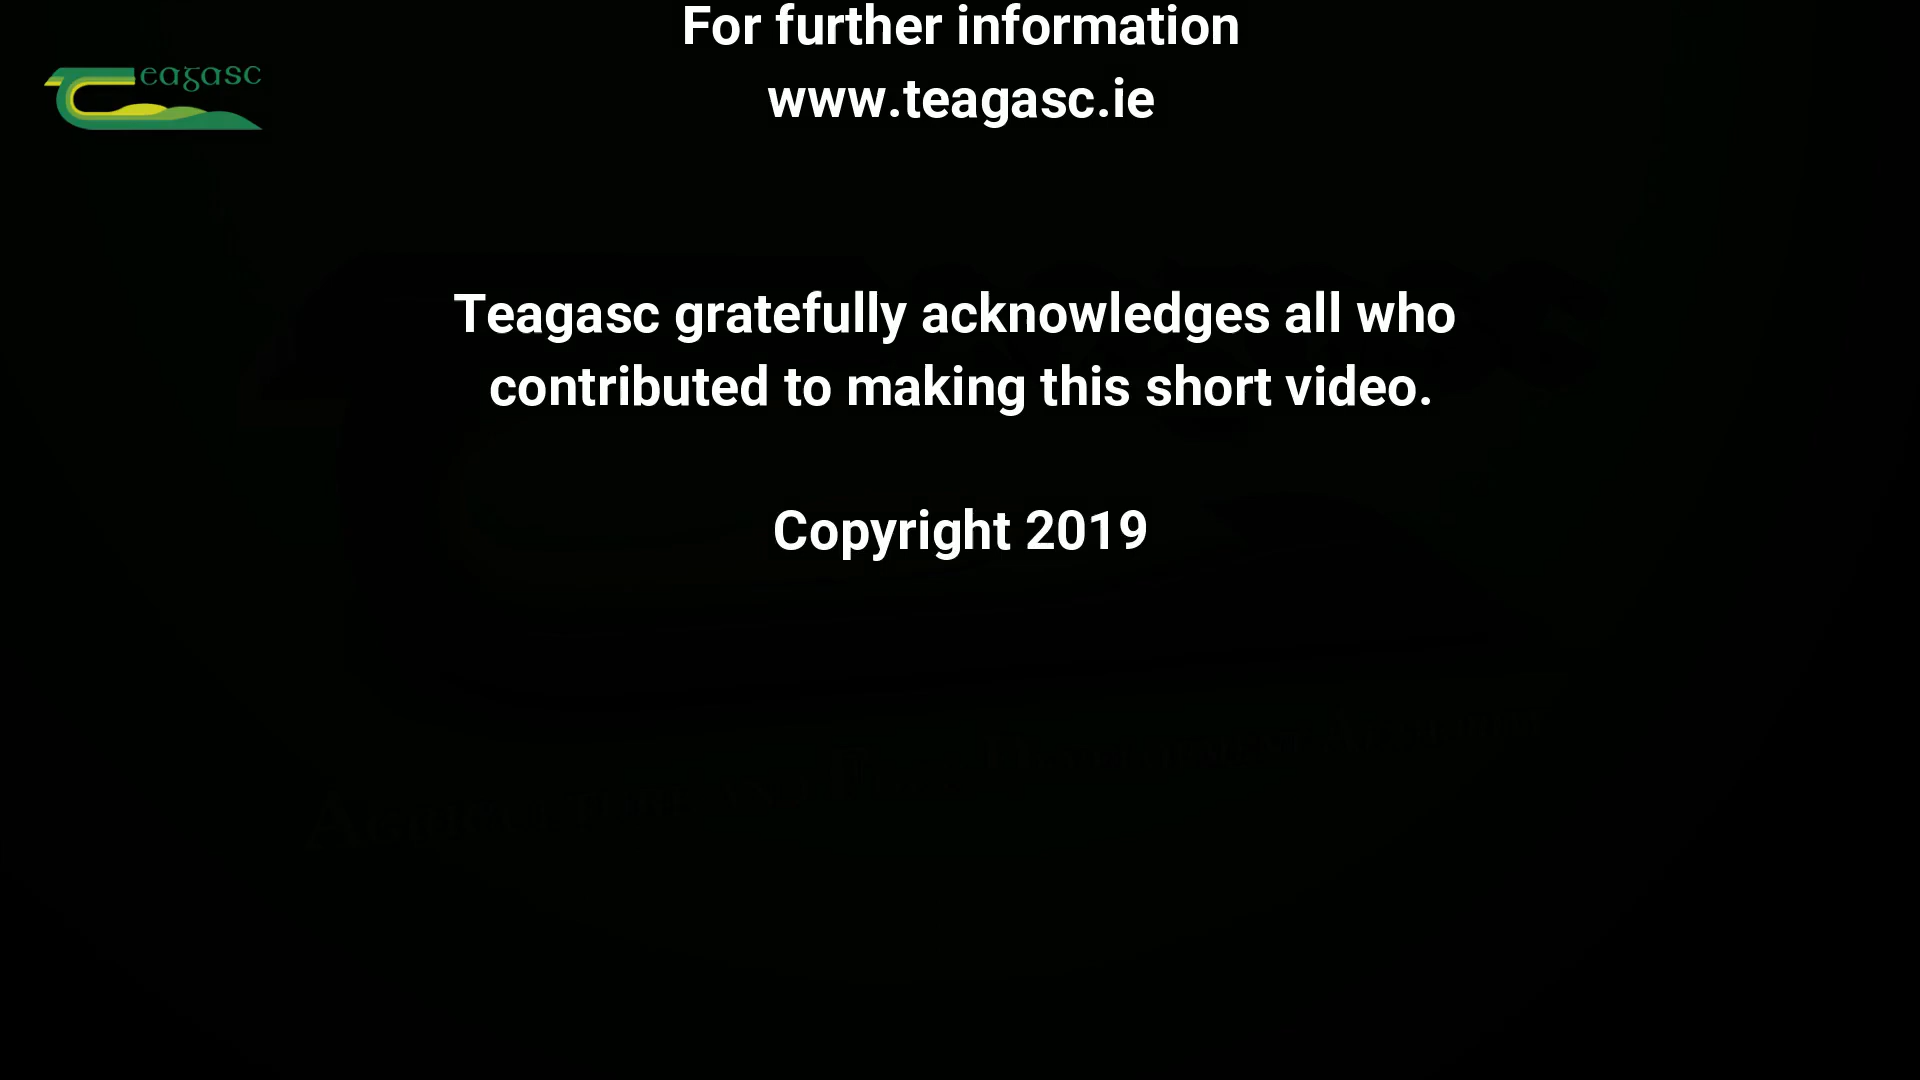 For further information
eagasc
www.teagasc.ie
Teagasc gratefully acknowledges all who
contributed to making this short video.
Copyright 2019